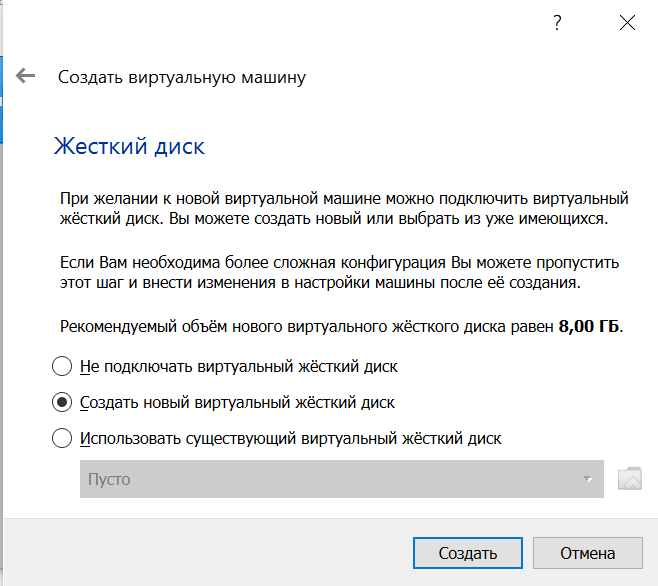 ?
Создать виртуальную машину
Жесткий диск
При желании к новой виртуальной машине можно подключить виртуальный
жёсткий диск. Вы можете создать новый или выбрать из уже имеющихся.
Если Вам необходима более сложная конфигурация Вы можете пропустить
этот шаг и внести изменения в настройки машины после её создания.
Рекомендуемый объём нового виртуального жёсткого диска равен 8,00 ГБ.
Не подключать виртуальный жёсткий диск
Создать новый виртуальный жёсткий диск
Использовать существующий виртуальный жёсткий диск
Пусто
Создать Отмена